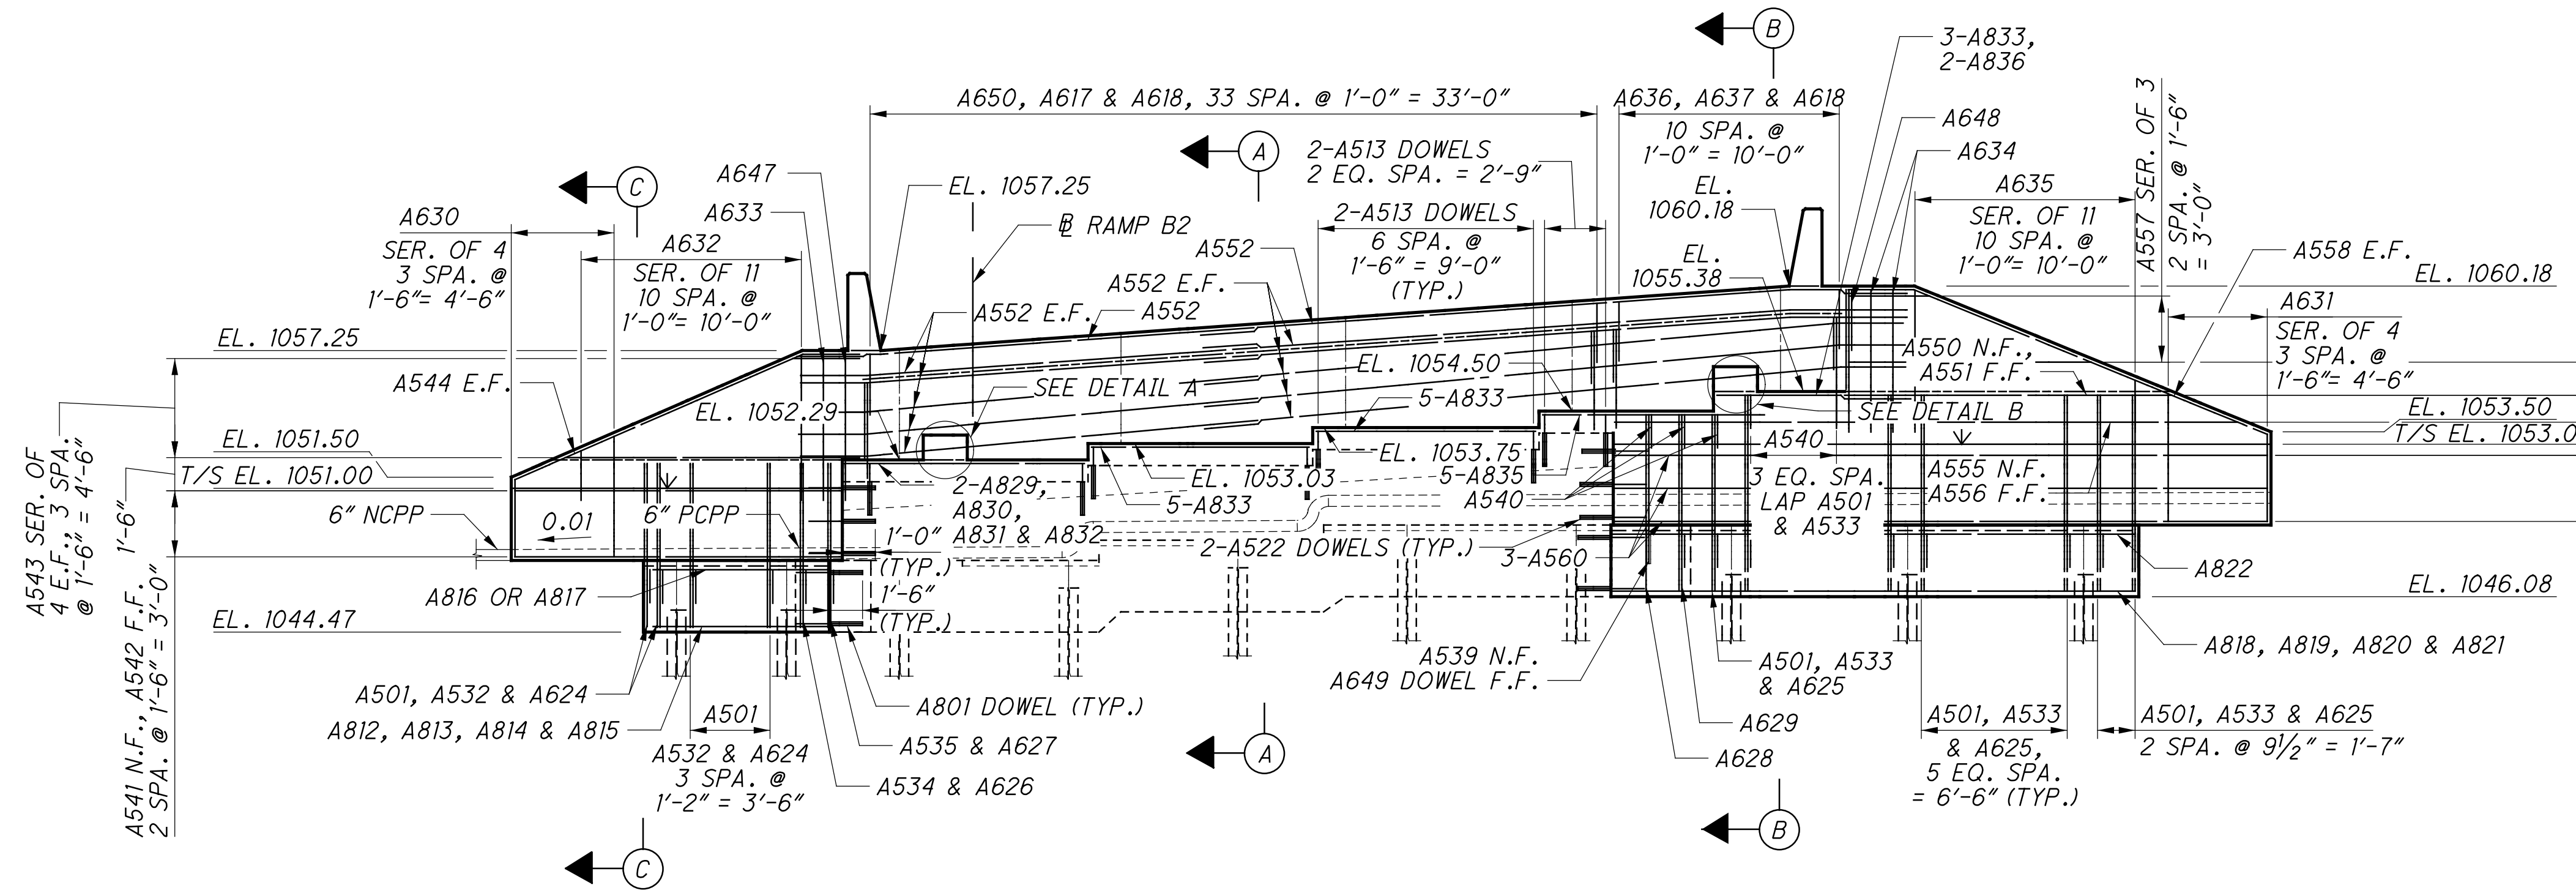 B
3-A833,
2-A836
A650, A617 & A618, 33 SPA. @ 1'-0" = 33'-0"
A636, A637 & A618
10 SPA. @
1'-0" = 10'-0"
A648
A634
A557 SER. OF 3
2 SPA. @ 1'-6"
= 3'-0"
A
2-A513 DOWELS
2 EQ. SPA. = 2'-9"
C
A647
A633
EL. 1057.25
EL.
1060.18
A635
SER. OF 11
10 SPA. @
1'-0"= 10'-0"
A630
SER. OF 4
3 SPA. @
1'-6"= 4'-6"
A632
SER. OF 11
10 SPA. @
1'-0"= 10'-0"
RAMP B2
2-A513 DOWELS
6 SPA. @
1'-6" = 9'-0"
(TYP.)
A552
A552 E.F.
A552
A552 E.F.
EL.
1055.38
A558 E.F.
EL. 1060.18
A631
SER. OF 4
3 SPA. @
1'-6"= 4'-6"
EL. 1057.25
A544 E.F.
SEE DETAIL A
EL. 1054.50
A550 N.F.,
A551 F.F.
5-A833
SEE DETAIL B
EL. 1052.29
EL. 1053.50
T/S EL. 1053.0
A543 SER. OF
4 E.F., 3 SPA.
@ 1'-6" = 4'-6"
EL. 1051.50
T/S EL. 1051.00
EL. 1053.75
A540
3 EQ. SPA.
LAP A501
& A533
A555 N.F.
A556 F.F.
EL. 1053.03
5-A835
A540
5-A833
2-A829,
A830,
A831 & A832
6" NCPP
0.01
6" PCPP
1'-0"
(TYP.)
2-A522 DOWELS (TYP.)
3-A560
1'-6"
A541 N.F., A542 F.F.
2 SPA. @ 1'-6" = 3'-0"
A816 OR A817
1'-6"
(TYP.)
A822
EL. 1044.47
EL. 1046.08
A818, A819, A820 & A821
A539 N.F.
A649 DOWEL F.F.
A501, A533
& A625
A501, A532 & A624
A812, A813, A814 & A815
A501
A532 & A624
3 SPA. @
1'-2" = 3'-6"
A801 DOWEL (TYP.)
A535 & A627
A534 & A626
A629
A628
A501, A533
& A625,
5 EQ. SPA.
= 6'-6" (TYP.)
A501, A533 & A625
2 SPA. @ 9½" = 1'-7"
A
B
C